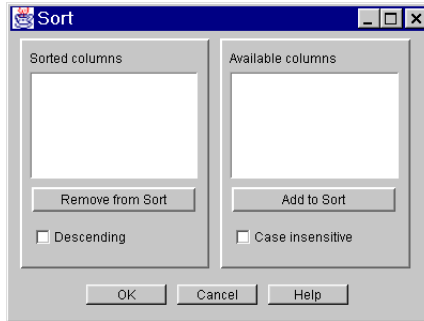 Sort
Sorted columns
Remove from Sort
Descending
Available columns
Add to Sort
Case insensitive
OK
Cancel
Help